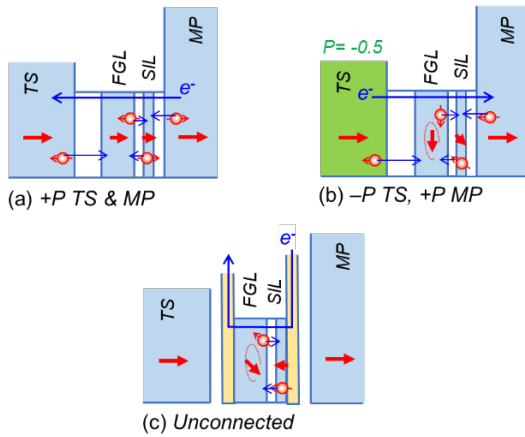 TS
FGL
SIL
MP
e-
(a) +P TS & MP
P= -0.5
TS
FGL
SIL
MP
e-
(b) –P TS, +P MP
TS
FGL
SIL
e-
MP
(c) Unconnected